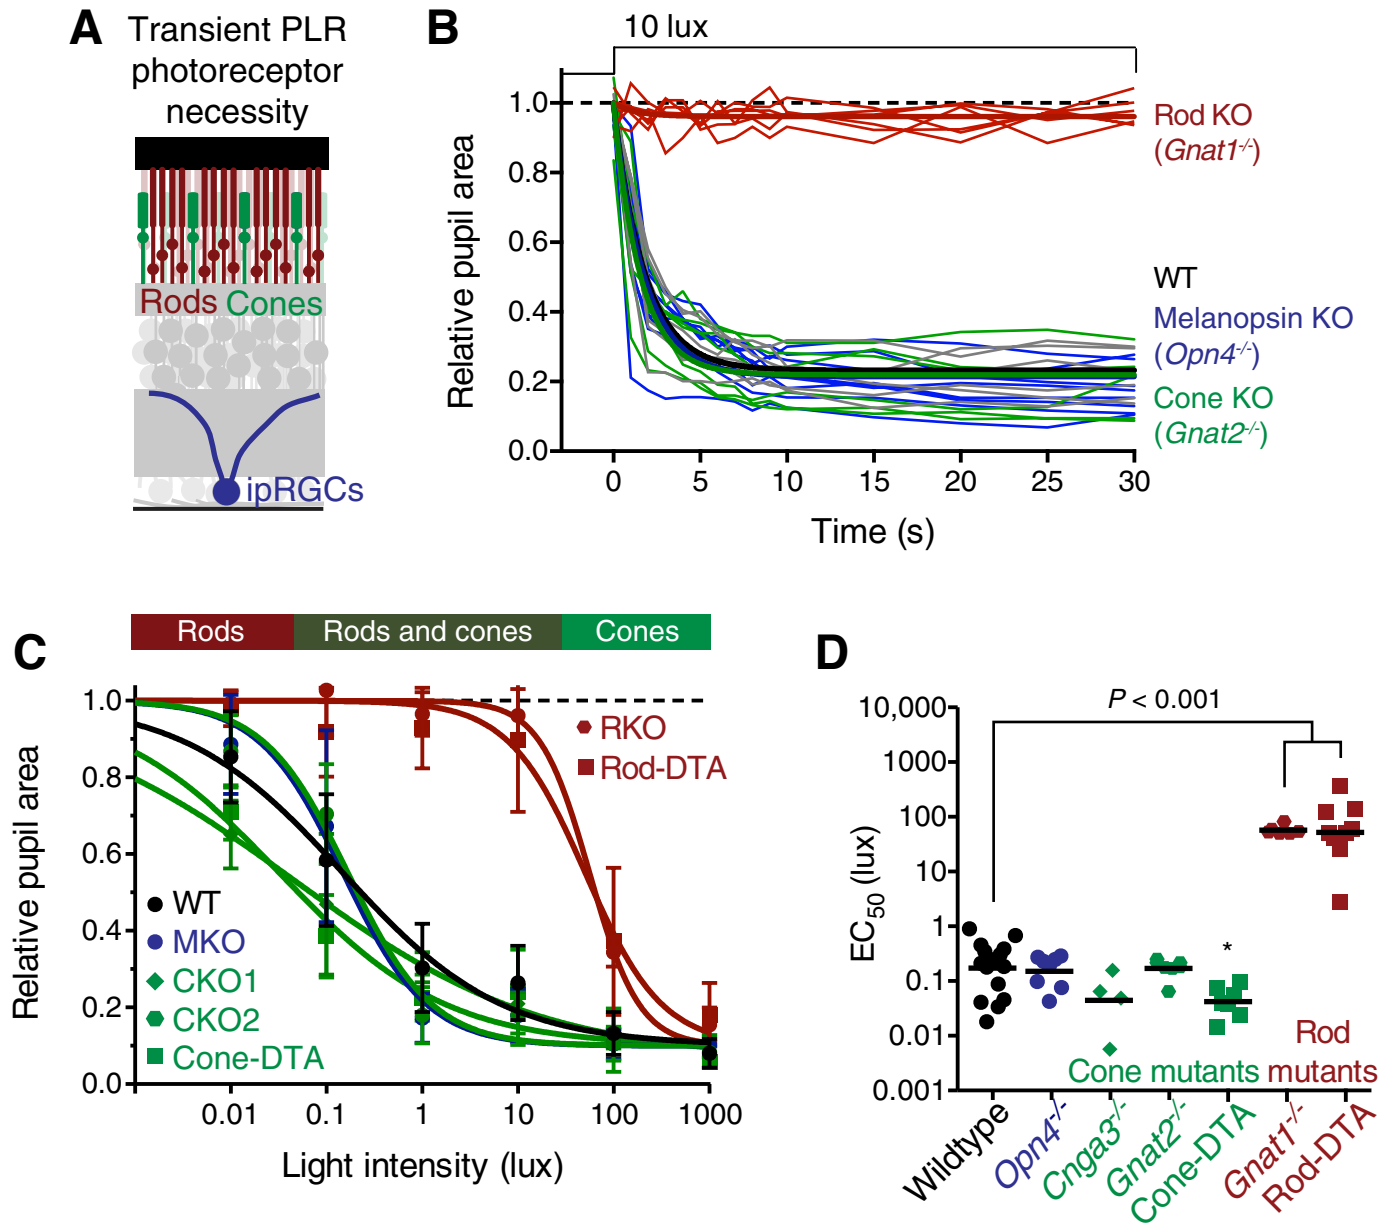 A
Transient PLR
photoreceptor
necessity
Rods Cones
ipRGCs
B
10 lux
1.0
0.8
0.6
0.4
0.2
0.0
Relative pupil area
0 5 10 15 20 25 30
Time (s)
Rod KO
(Gnat1-/-)
WT
Melanopsin KO
(Opn4-/-)
Cone KO
(Gnat2-/-)
C
Rods Rods and cones Cones
1.0
0.8
0.6
0.4
0.2
0.0
Relative pupil area
RKO
Rod-DTA
WT
MKO
CKO1
CKO2
Cone-DTA
0.01 0.1 1 10 100 1000
Light intensity (lux)
D
P < 0.001
10,000
1000
100
10
1
0.1
0.01
0.001
EC50 (lux)
*
Cone mutants
Rod
mutants
Wildtype
Opn4-/-
Cnga3-/-
Gnat2-/-
Cone-DTA
Gnat1-/-
Rod-DTA